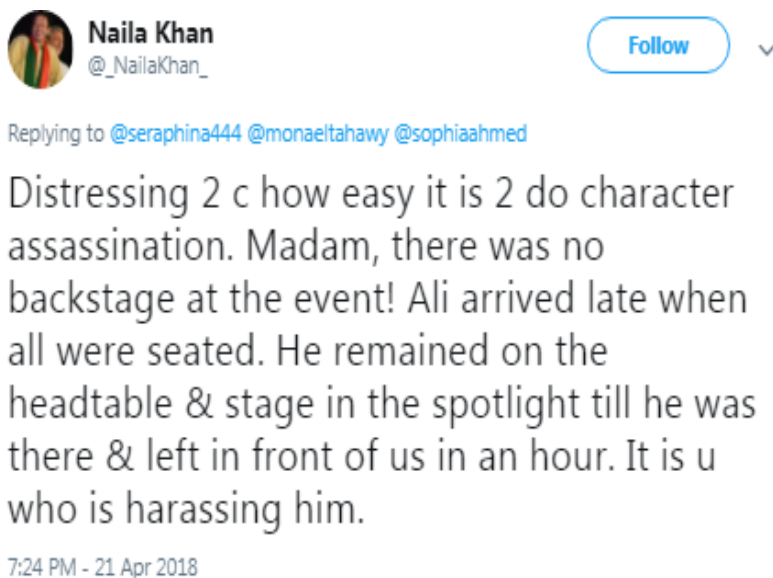 Naila Khan
@_NailaKhan_
Follow
Replying to @seraphina444 @monaeltahawy @sophiaahmed
Distressing 2 c how easy it is 2 do character
assassination. Madam, there was no
backstage at the event! Ali arrived late when
all were seated. He remained on the
headtable & stage in the spotlight till he was
there & left in front of us in an hour. It is u
who is harassing him.
7:24 PM - 21 Apr 2018